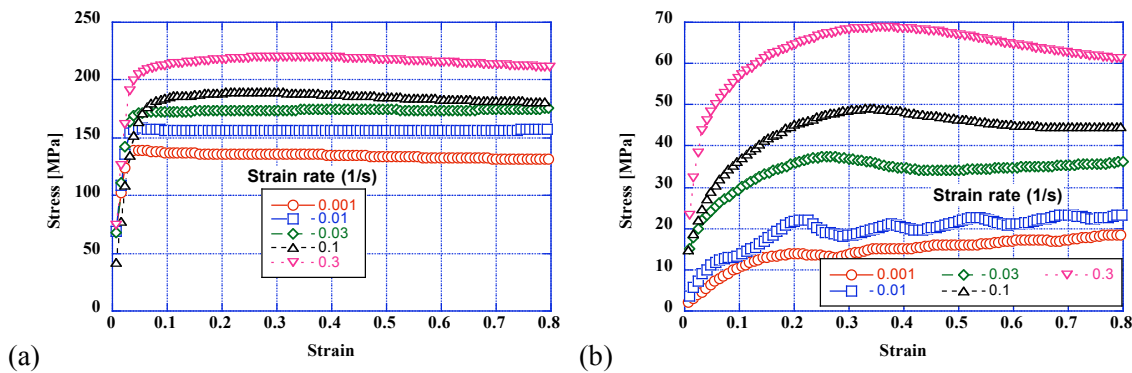 250
200
150
100
50
0
Stress [MPa]
0 0.1 0.2 0.3 0.4 0.5 0.6 0.7 0.8
Strain
Strain rate (1/s)
0.001
0.01
0.03
0.1
0.3
(a)
70
60
50
40
30
20
10
0
Stress [MPa]
0 0.1 0.2 0.3 0.4 0.5 0.6 0.7 0.8
Strain
Strain rate (1/s)
0.001 0.03 0.3
0.01 0.1
(b)